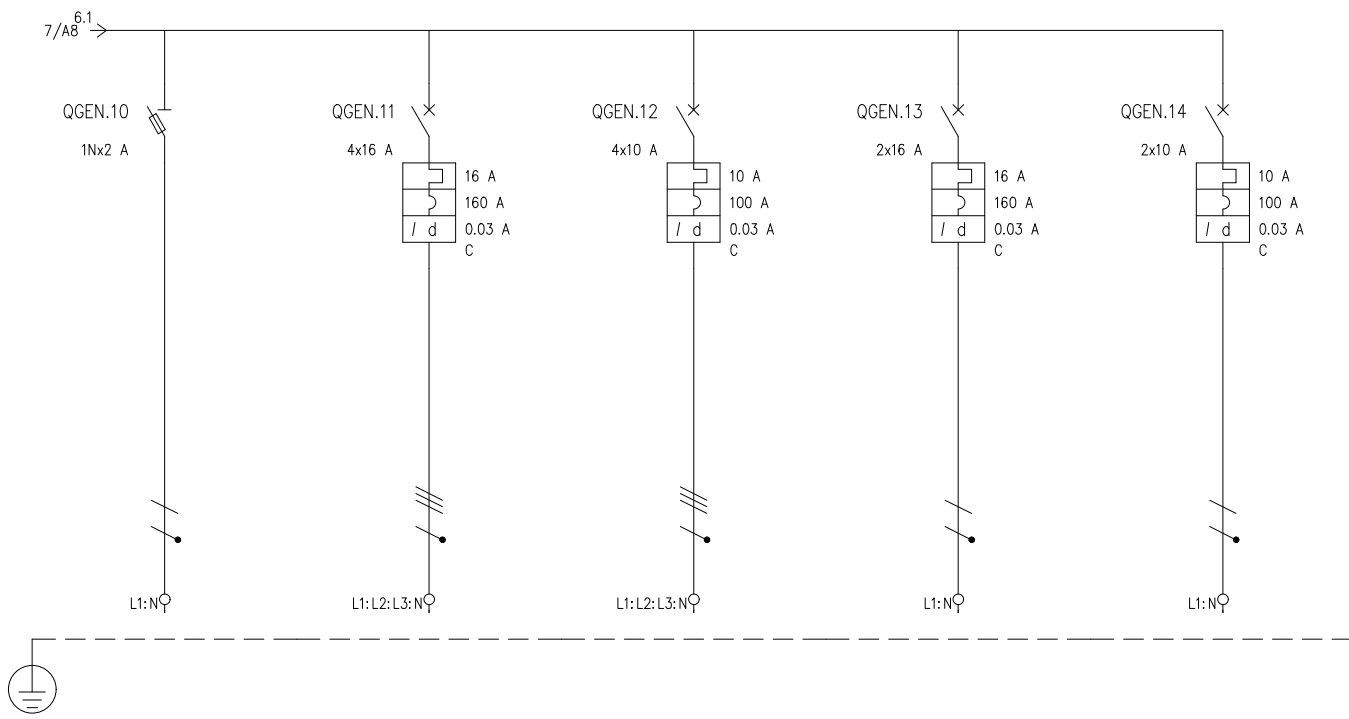 6.1
7/A8
QGEN.10
QGEN.11
QGEN.12
QGEN.13
QGEN.14
1Nx2 A
4x16 A
4x10 A
2x16 A
2x10 A
16 A
10 A
16 A
10 A
160 A
100 A
160 A
100 A
I d
0.03 A
I d
0.03 A
I d
0.03 A
I d
0.03 A
C
C
C
C
L1:N
L1:L2:L3:N
L1:L2:L3:N
L1:N
L1:N